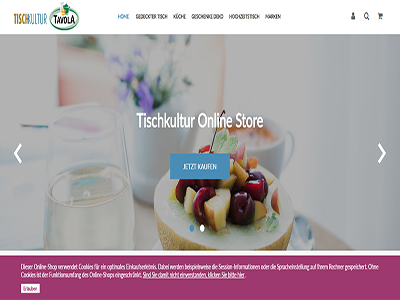 TISCHKULTUR TAVOLA
HOME GEDECKTER TISCH KÜCHE GESCHENKE DEKO HOCHZEITSTISCH MARKEN
Tischkultur Online Store
JETZT KAUFEN
Dieser Online-Shop verwendet Cookies für ein optimales Einkaufserlebnis. Dabei werden beispielsweise die Session-Informationen oder die Spracheinstellung auf Ihrem Rechner gespeichert. Ohne
Cookies ist der Funktionsumfang des Online-Shops eingeschränkt. Sind Sie damit nicht einverstanden, klicken Sie bitte hier.
Erlauben